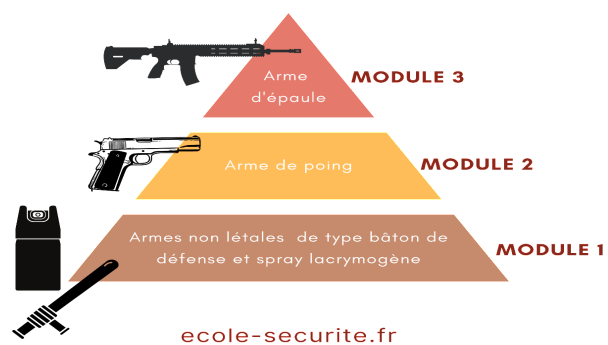 Arme
d'épaule
MODULE 3
Arme de poing
MODULE 2
Armes non létales de type bâton de
défense et spray lacrymogène
MODULE 1
ecole-securite.fr